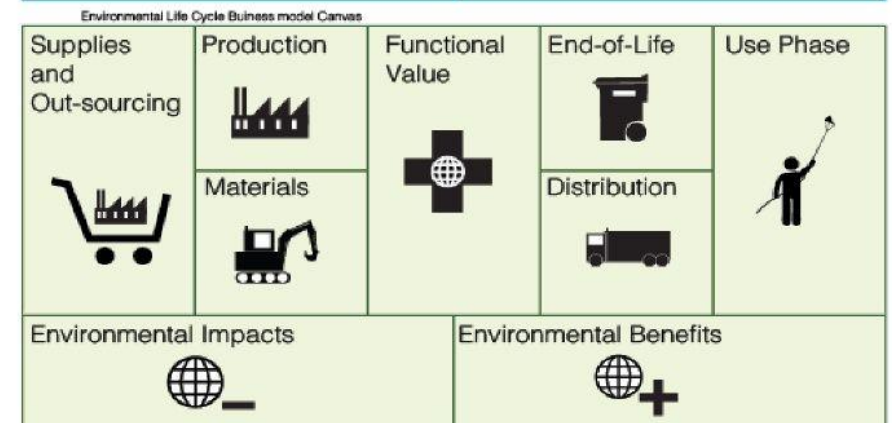 Environmental Life Cycle Buiness model Canvas
Supplies
and
Out-sourcing
Production
Materials
Functional
Value
End-of-Life
Distribution
Use Phase
Environmental Impacts
Environmental Benefits